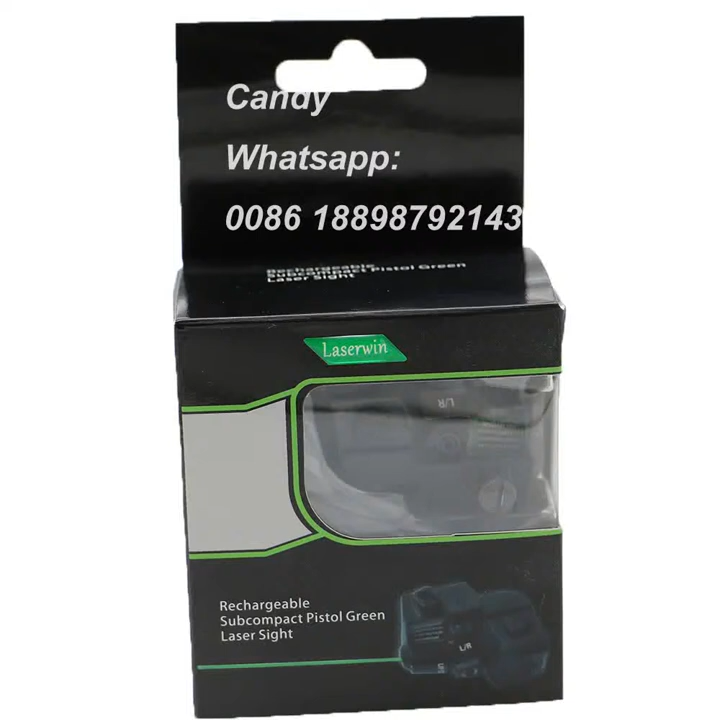 Candy
Whatsapp:
0086 18898792143
Rechargeable
Subcompact Pistol Green
Laser Sight
Laserwin
L/R
Rechargeable
Subcompact Pistol Green
Laser Sight
L/R